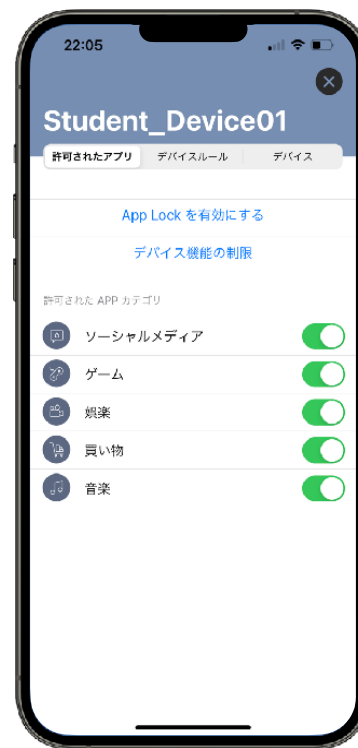 22:05
Student_Device01
許可されたアプリ デバイスルール デバイス
App Lock を有効にする
デバイス機能の制限
許可された APP カテゴリ
ソーシャルメディア
ゲーム
娯楽
買い物
音楽